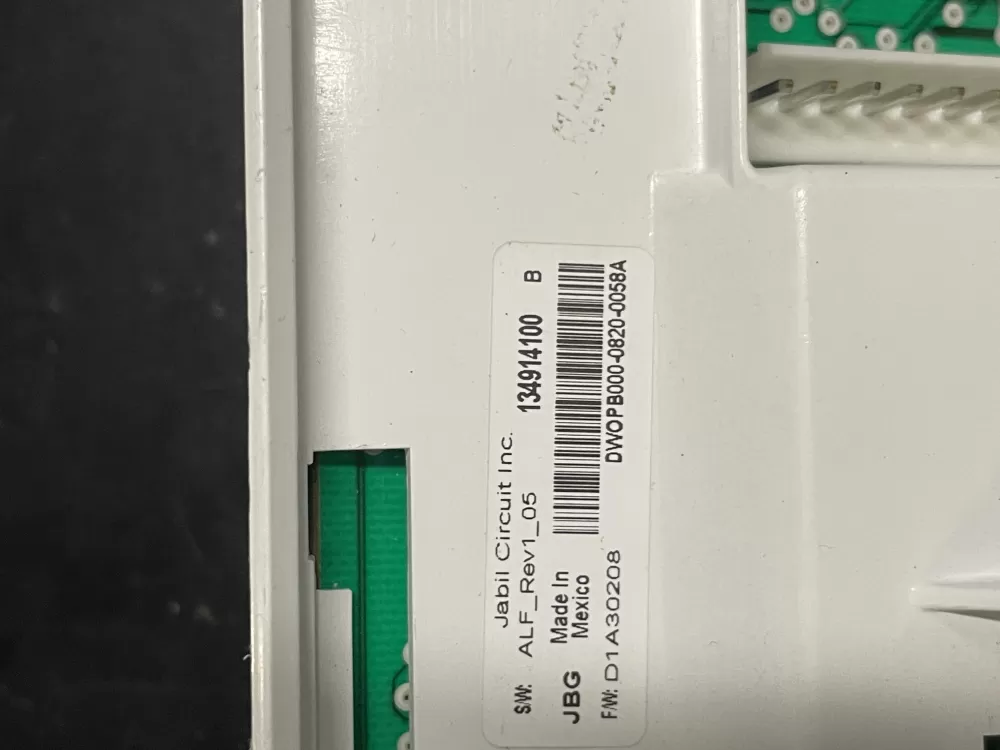 Jabil Circuit Inc.
S/W: ALF_Rev1_05 134914100 B
Made In
Mexico
JBG
DWOPB000-0820-0058A
F/W: D1A30208